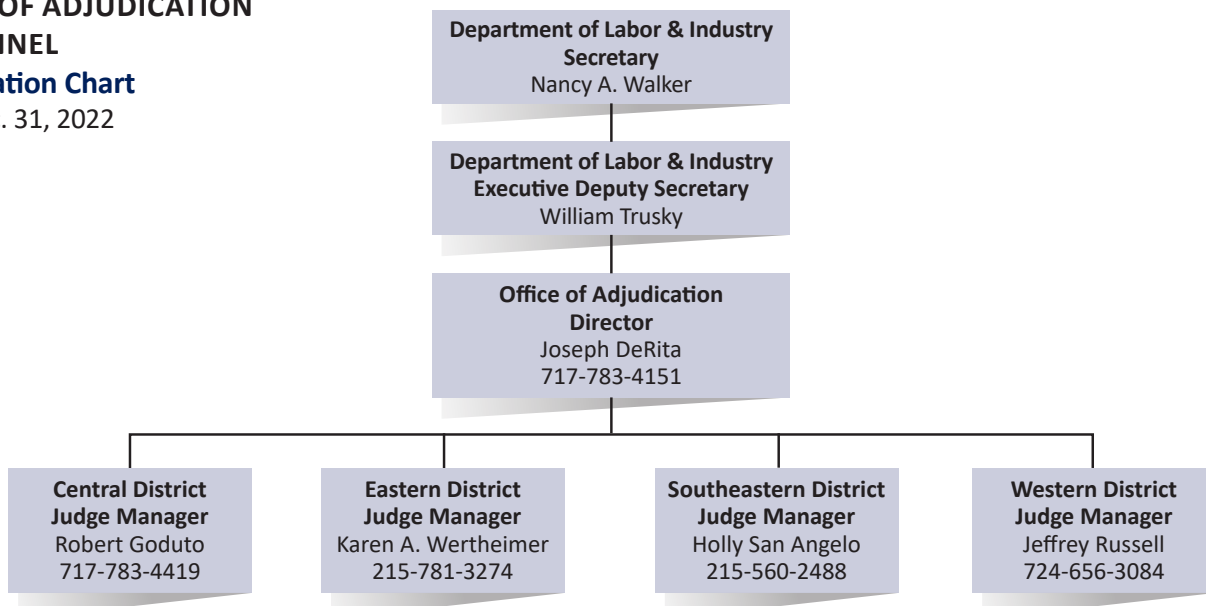 OF ADJUDICATION
Chart
31, 2022
Department of Labor & Industry
Secretary
Nancy A. Walker
Department of Labor & Industry
Executive Deputy Secretary
William Trusky
Office of Adjudication
Director
Joseph DeRita
717-783-4151
Central District
Judge Manager
Robert Goduto
717-783-4419
Eastern District
Judge Manager
Karen A. Wertheimer
215-781-3274
Southeastern District
Judge Manager
Holly San Angelo
215-560-2488
Western District
Judge Manager
Jeffrey Russell
724-656-3084